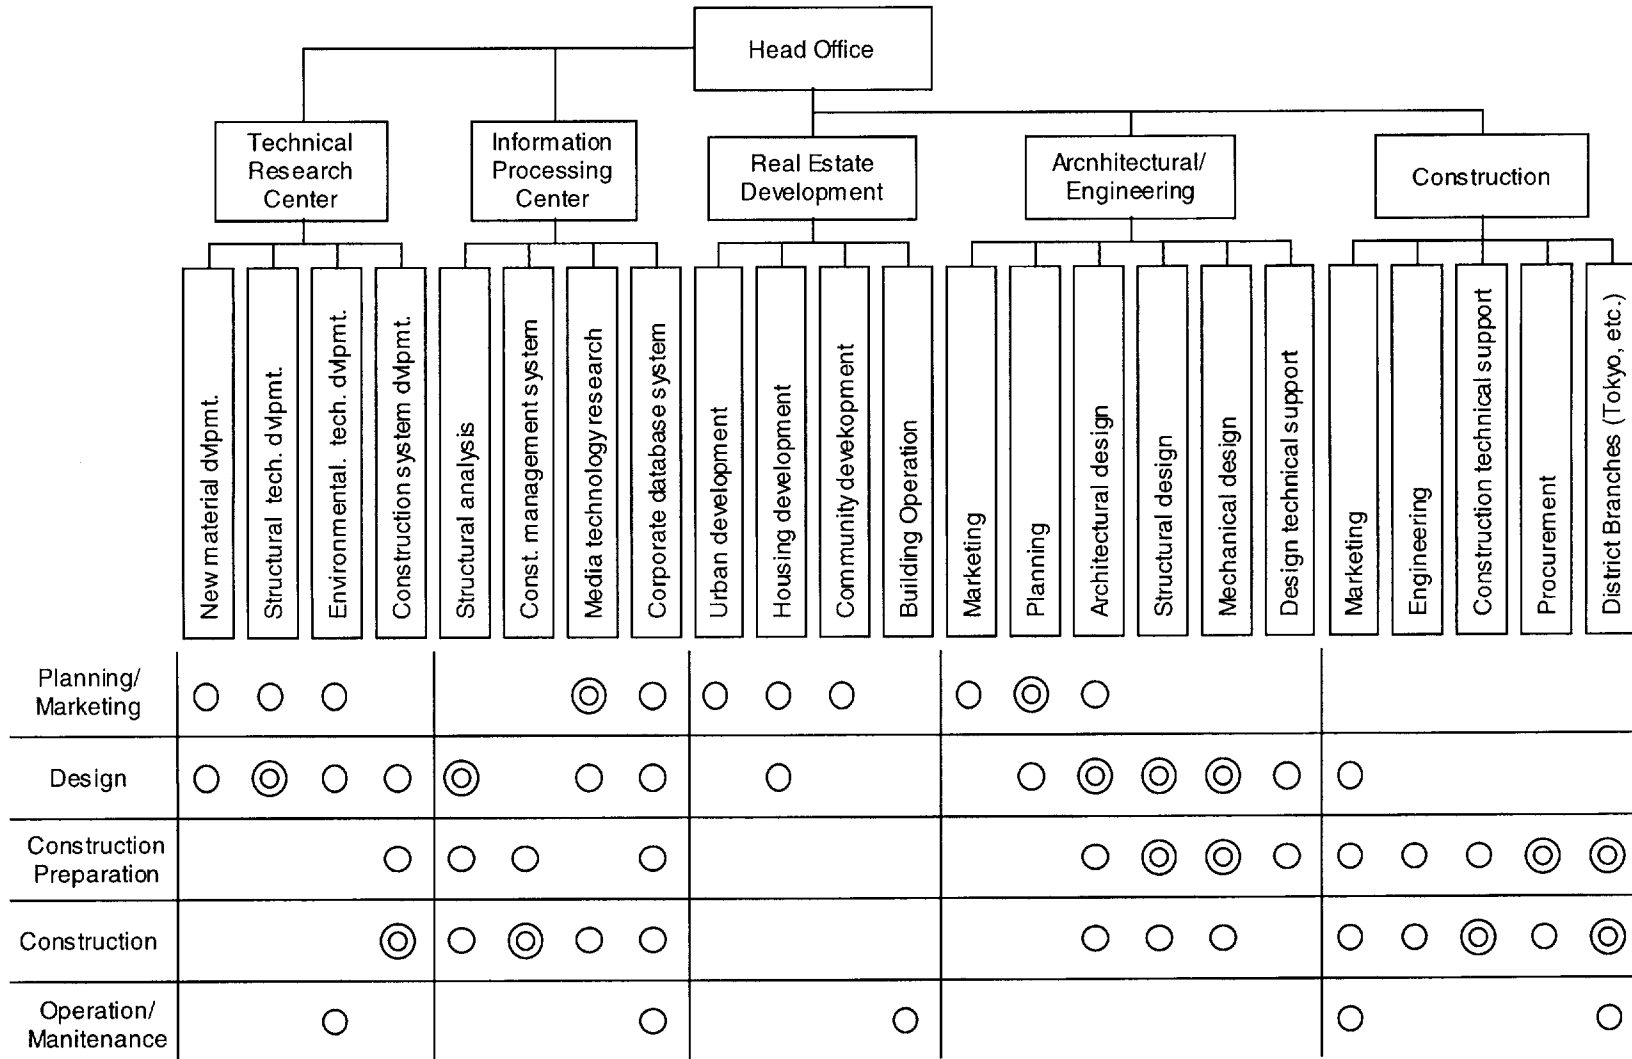 Head Office
Technical
Research
Center
Information
Processing
Center
Real Estate
Development
Arcnhitectural/
Engineering
Construction
New material dvlpmt.
Structural tech. dvlpmt.
Environmental. tech. dvlpmt.
Construction system dvlpmt.
Structural analysis
Const. management system
Media technology research
Corporate database system
Urban development
Housing development
Community devekopment
Building Operation
Marketing
Planning
Architectural design
Structural design
Mechanical design
Design technical support
Marketing
Engineering
Construction technical support
Procurement
District Branches (Tokyo, etc.)
Planning/
Marketing
Design
Construction
Preparation
Construction
Operation/
Manitenance